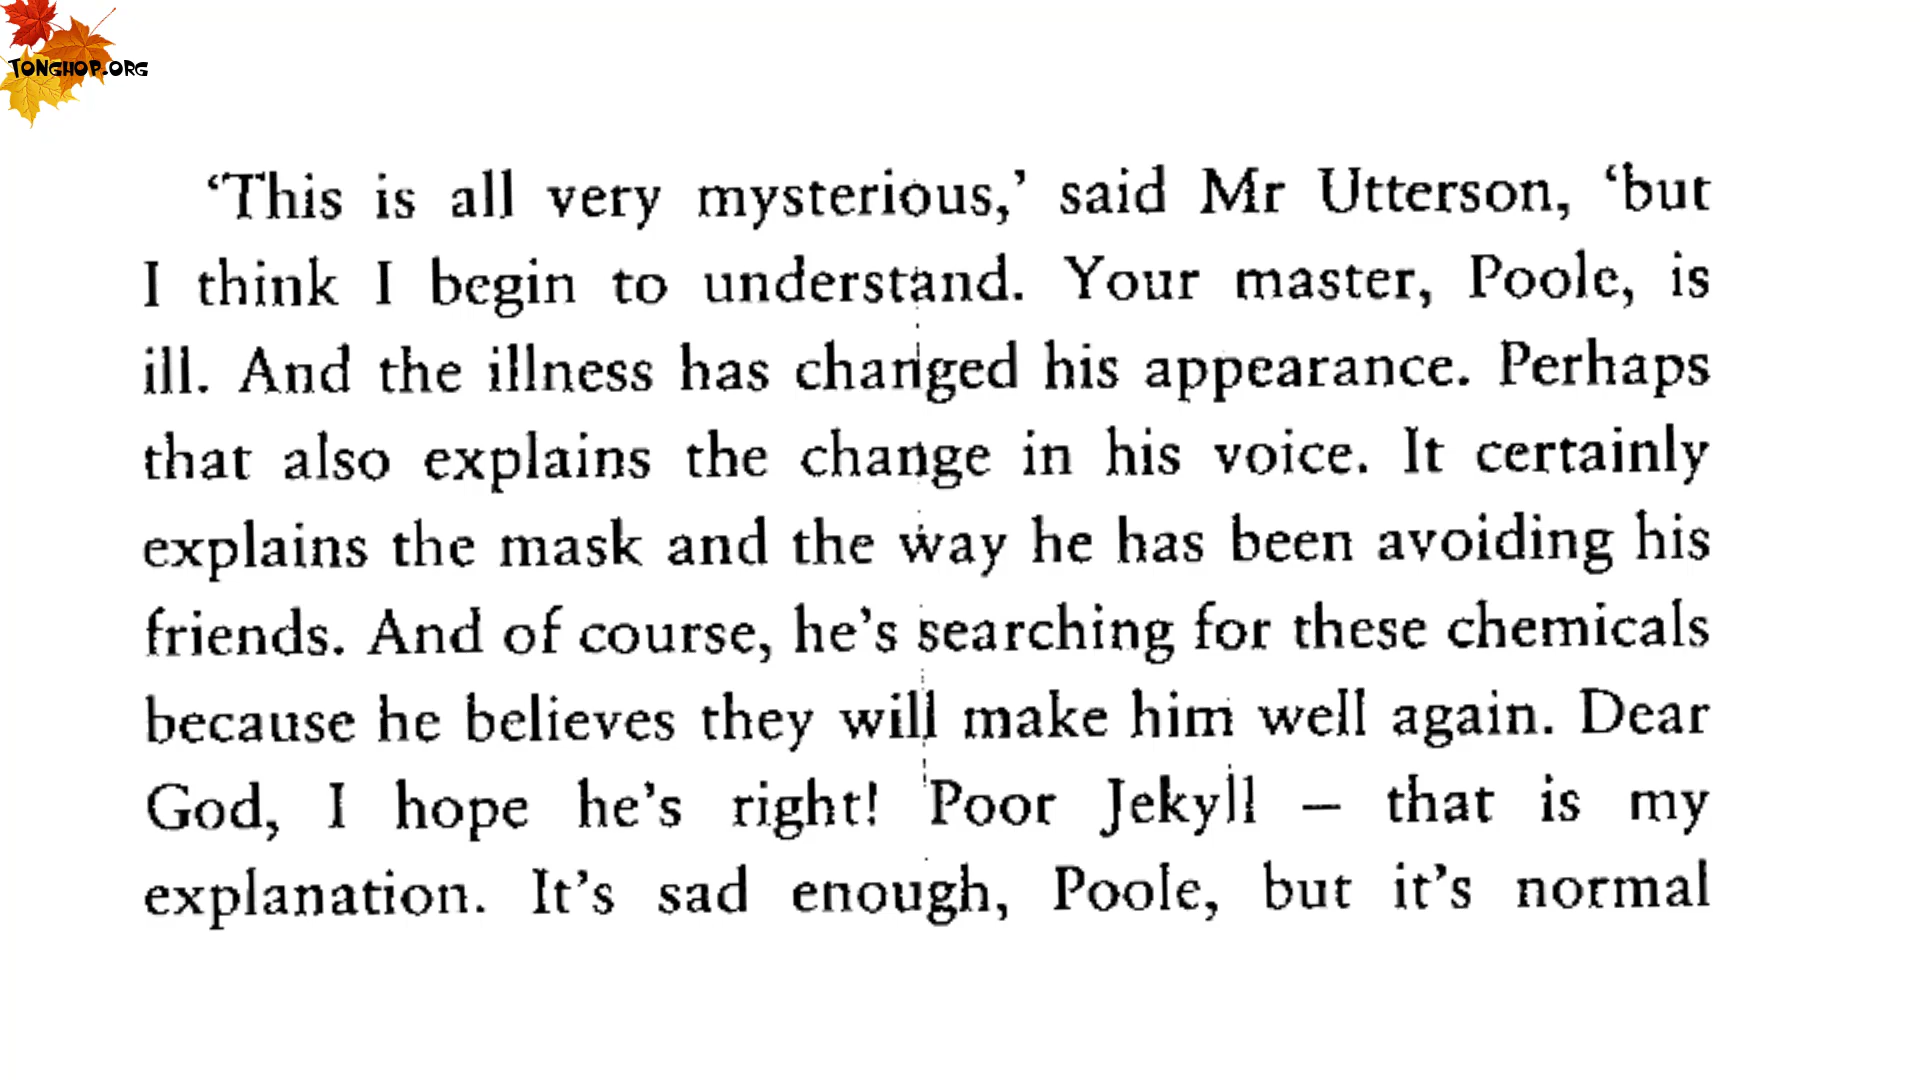 TONGHOP.ORG
‘This is all very mysterious,’ said Mr Utterson, ‘but
I think I begin to understand. Your master, Poole, is
ill. And the illness has changed his appearance. Perhaps
that also explains the change in his voice. It certainly
explains the mask and the way he has been avoiding his
friends. And of course, he’s searching for these chemicals
because he believes they will make him well again. Dear
God, I hope he’s right! Poor Jekyll – that is my
explanation. It’s sad enough, Poole, but it’s normal